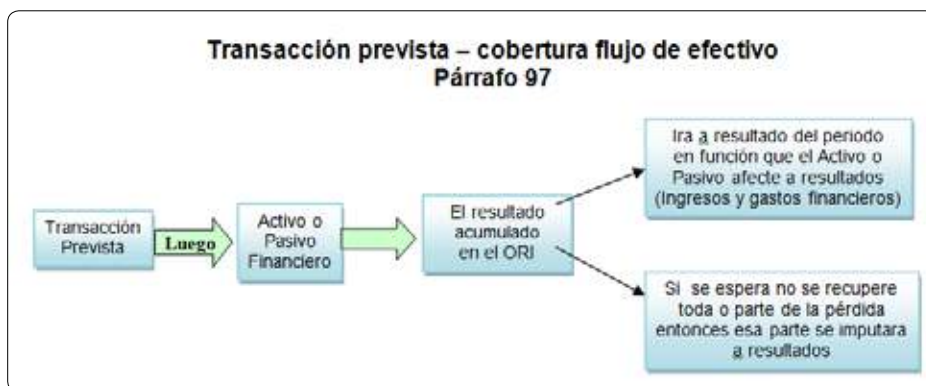 Transacción prevista – cobertura flujo de efectivo
Párrafo 97
Transacción
Prevista
Luego
Activo o
Pasivo
Financiero
El resultado
acumulado
en el ORI
Ira a resultado del periodo
en función que el Activo o
Pasivo afecte a resultados
(Ingresos y gastos financieros)
Si se espera no se recupere
toda o parte de la pérdida
entonces esa parte se imputara
a resultados